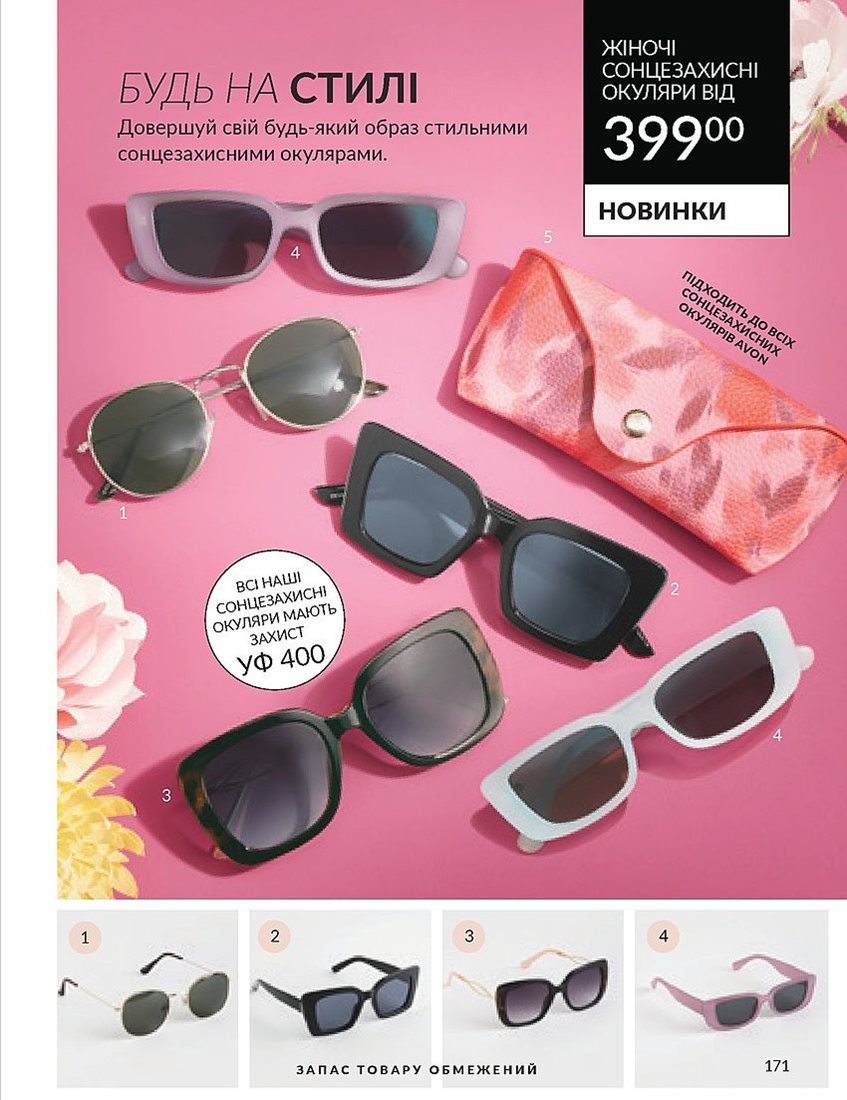 БУДЬ НА СТИЛІ
Довершуй свій будь-який образ стильними
сонцезахисними окулярами.
ЖІНОЧІ
СОНЦЕЗАХИСНІ
ОКУЛЯРИ ВІД
399⁰⁰
НОВИНКИ
4
5
ПІДХОДИТЬ ДО ВСІХ
СОНЦЕЗАХИСНИХ
ОКУЛЯРІВ AVON
1
2
ВСІ НАШІ
СОНЦЕЗАХИСНІ
ОКУЛЯРИ МАЮТЬ
ЗАХИСТ
УФ 400
3
4
1
2
3
4
ЗАПАС ТОВАРУ ОБМЕЖЕНИЙ
171